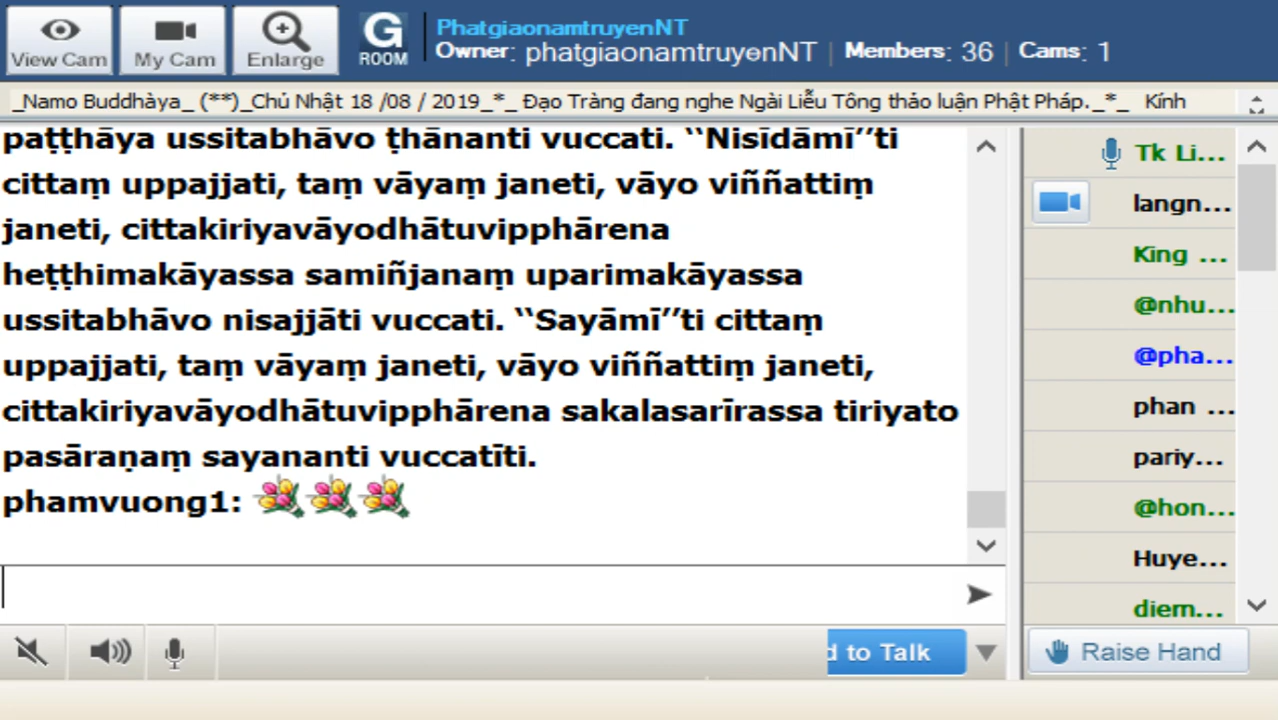 View Cam
My Cam
Enlarge
G ROOM
PhatgiaonamtruyenNT
Owner: phatgiaonamtruyenNT | Members: 36 | Cams: 1
_Namo Buddhàya_ (**)_Chủ Nhật 18 /08 / 2019_*_ Đạo Tràng đang nghe Ngài Liễu Tông thảo luận Phật Pháp._*_ Kính
paṭṭhāya ussitabhāvo ṭhānanti vuccati. ‘‘Nisīdāmī’’ti
cittaṃ uppajjati, taṃ vāyaṃ janeti, vāyo viññattiṃ
janeti, cittakiriyavāyodhātuvipphārena
heṭṭhimakāyassa samiñjanaṃ uparimakāyassa
ussitabhāvo nisajjāti vuccati. ‘‘Sayāmī’’ti cittaṃ
uppajjati, taṃ vāyaṃ janeti, vāyo viññattiṃ janeti,
cittakiriyavāyodhātuvipphārena sakalasarīrassa tiriyato
pasāraṇaṃ sayananti vuccatīti.
phamvuong1:
Tk Li...
langn...
King ...
@nhu...
@pha...
phan ...
pariy...
@hon...
Huye...
diem...
d to Talk
Raise Hand